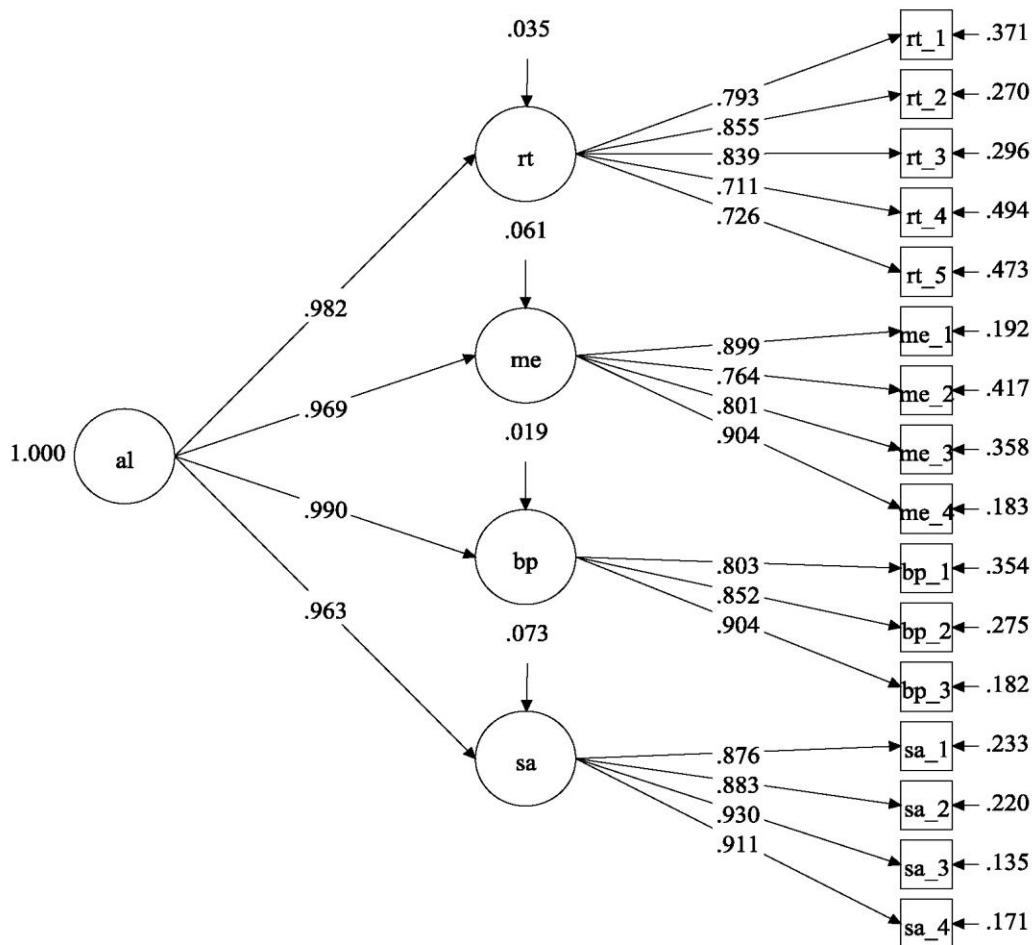 .035
rt_1
.371
.793
rt_2
.270
.855
rt
.839
rt_3
.296
.711
rt_4
.494
.726
.061
rt_5
.473
.982
me_1
.192
.899
me
.764
me_2
.417
.801
.969
.904
me_3
.358
.019
1.000
al
me_4
.183
.990
bp
.803
bp_1
.354
.852
.963
.904
bp_2
.275
.073
bp_3
.182
sa_1
.233
.876
sa
.883
sa_2
.220
.930
.911
sa_3
.135
sa_4
.171